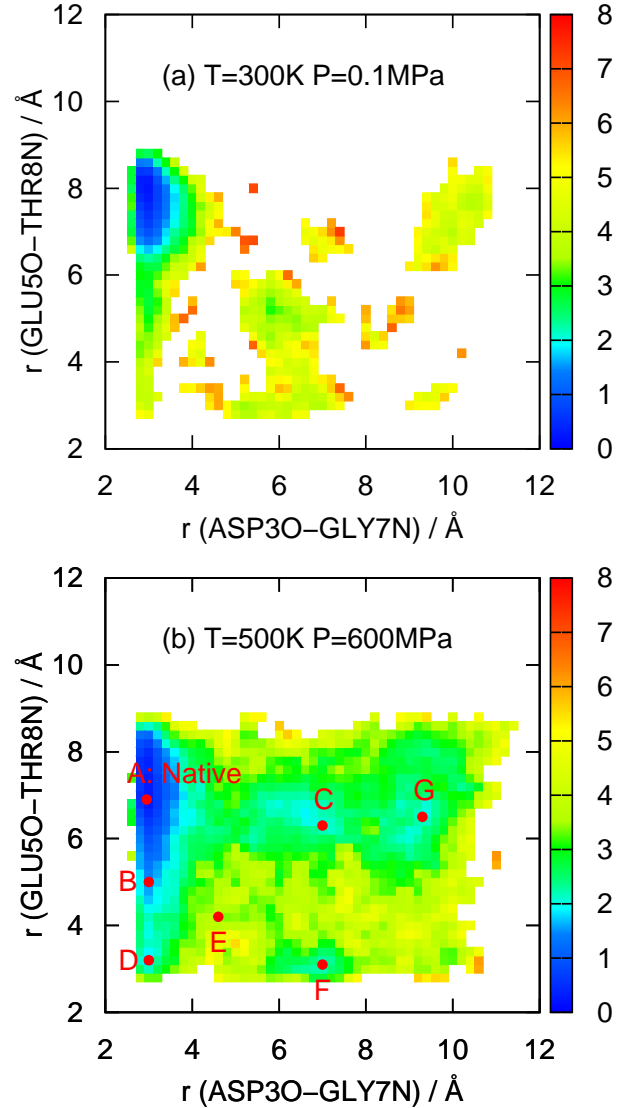 12
10
8
6
4
2
r (GLU5O−THR8N) / Å
(a) T=300K P=0.1MPa
2 4 6 8 10 12
r (ASP3O−GLY7N) / Å
8
7
6
5
4
3
2
1
0
12
10
8
6
4
2
r (GLU5O−THR8N) / Å
(b) T=500K P=600MPa
A: Native
C
G
B
E
D
F
2 4 6 8 10 12
r (ASP3O−GLY7N) / Å
8
7
6
5
4
3
2
1
0